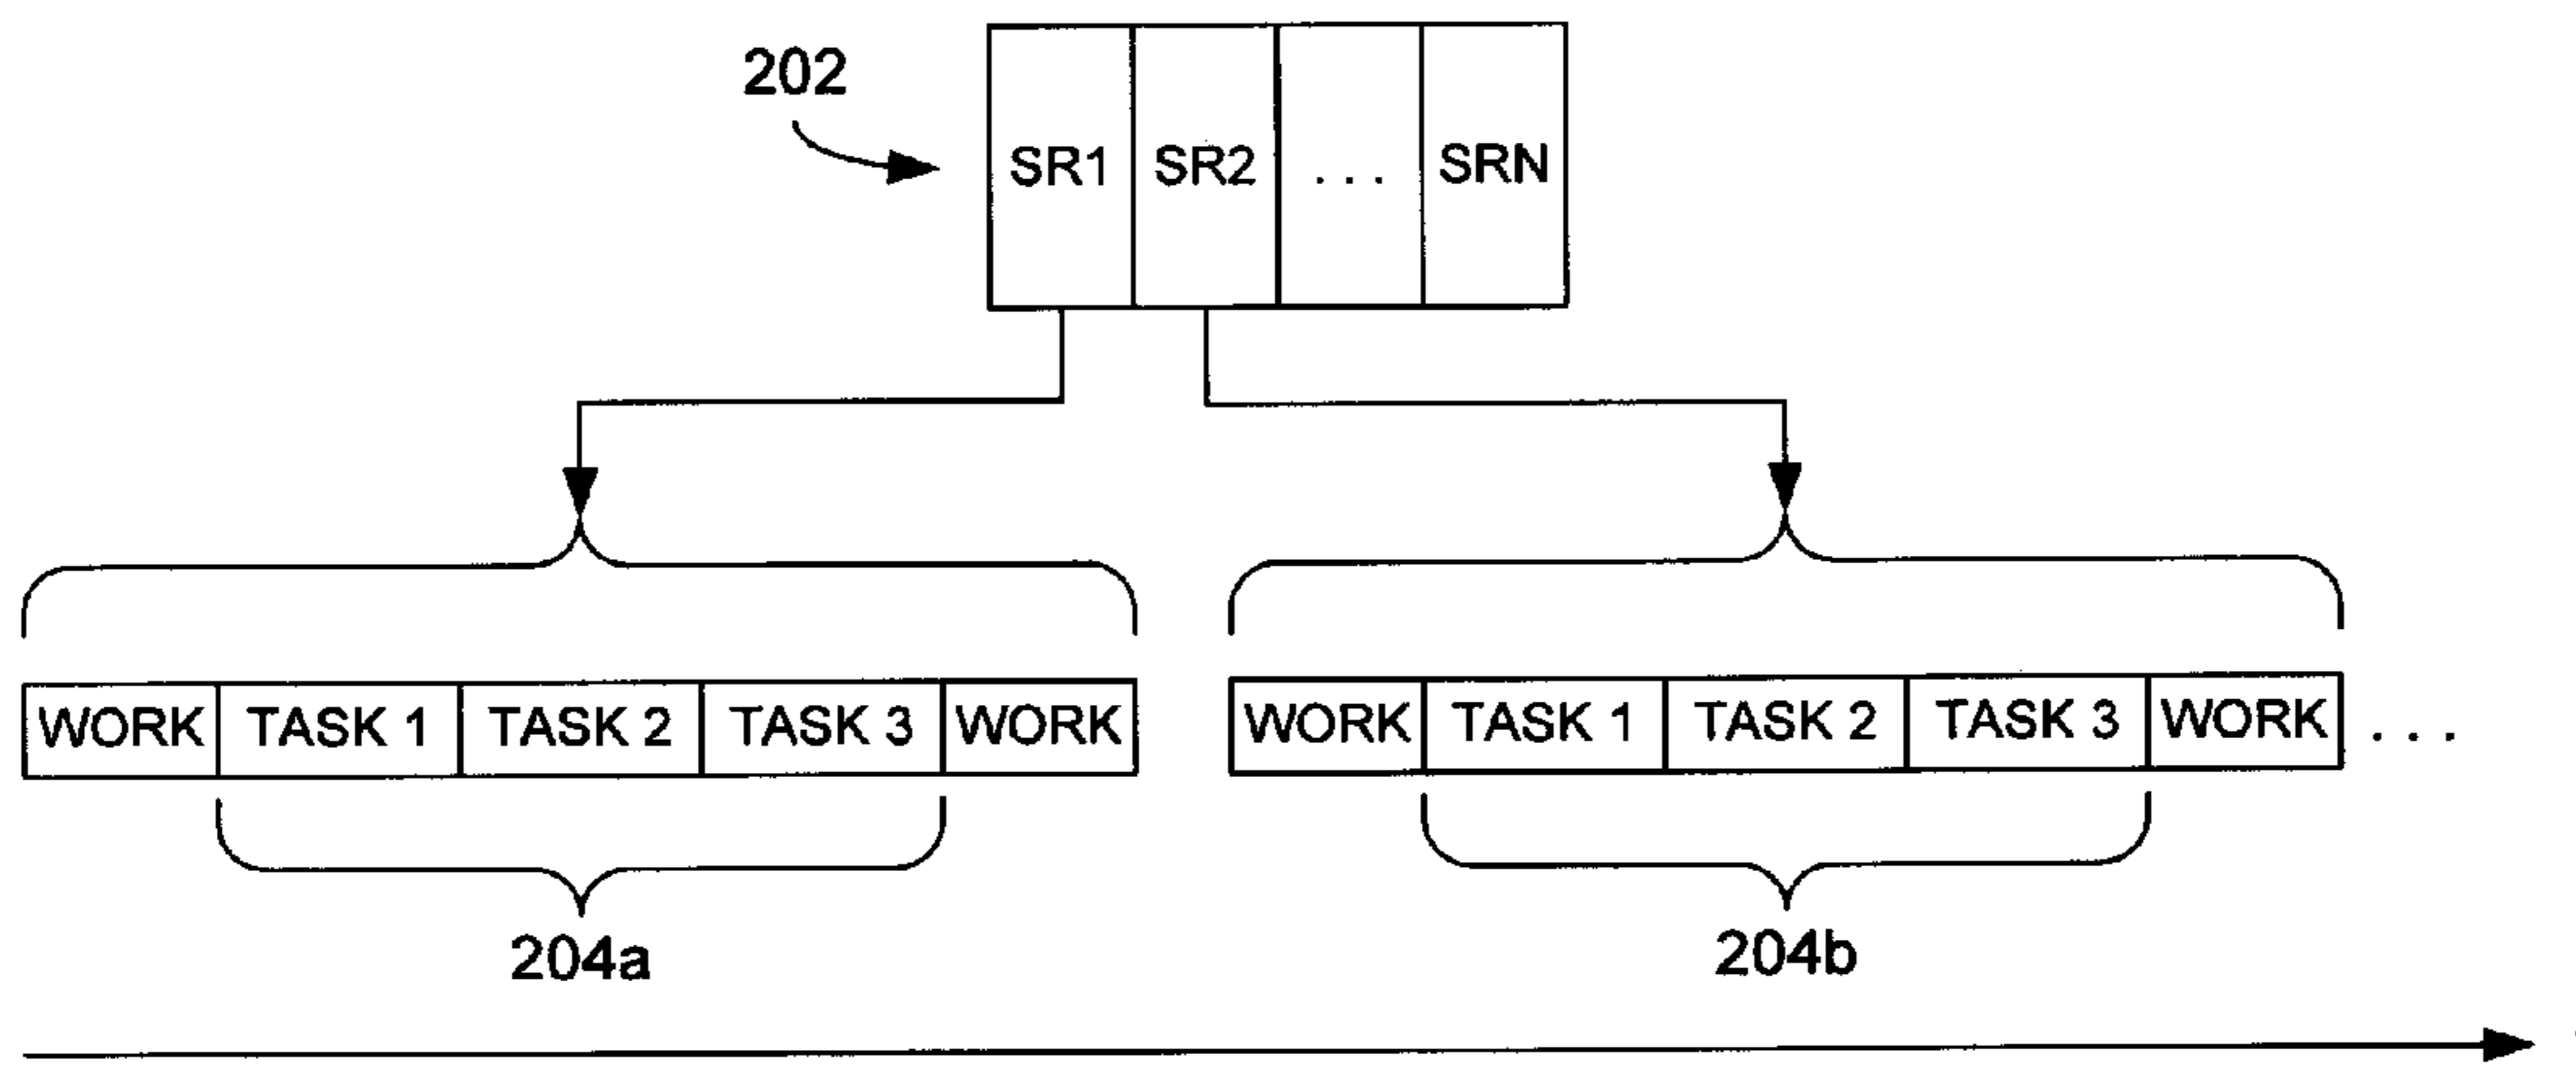 202
SR1 SR2 ... SRN
WORK TASK 1 TASK 2 TASK 3 WORK WORK TASK 1 TASK 2 TASK 3 WORK ...
204a 204b